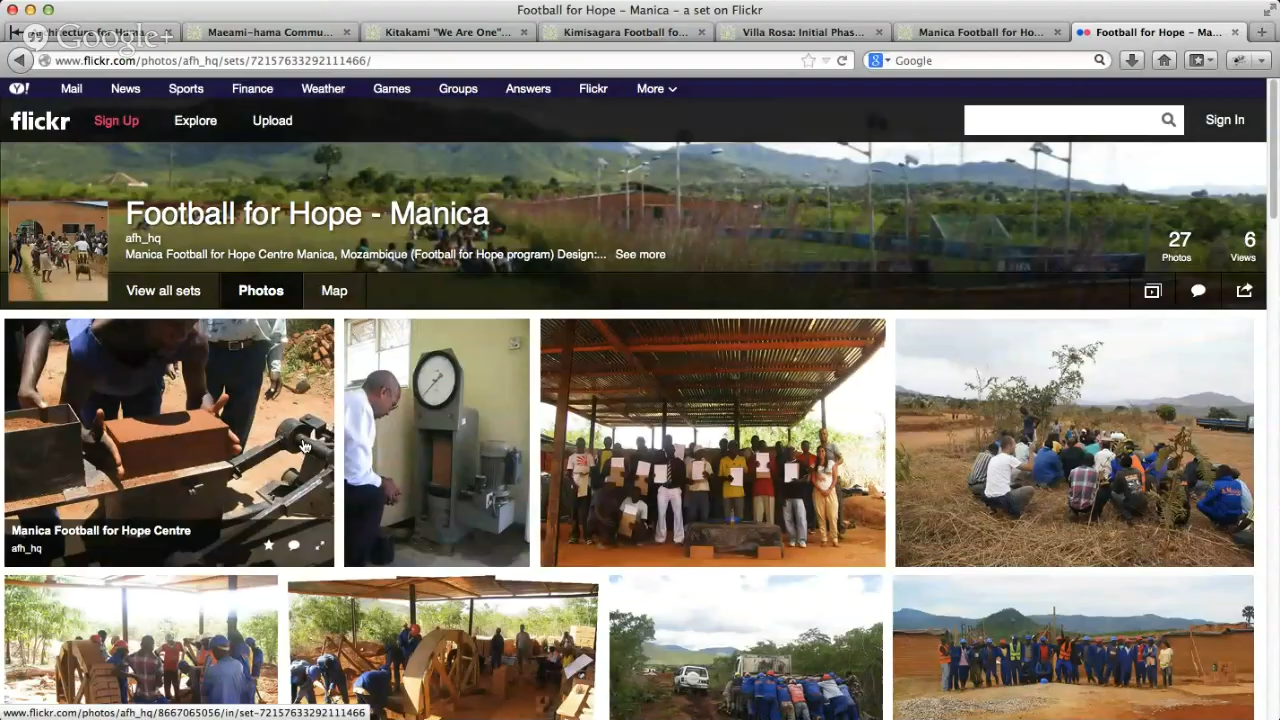 Football for Hope - Manica - a set on Flickr
Architecture for Hum
Google+
Maeami-hama Commu...
Kitakami "We Are One"...
Kimisagara Football fo...
Villa Rosa: Initial Phas...
Manica Football for Ho...
Football for Hope - Ma...
www.flickr.com/photos/afh_hq/sets/72157633292111466/
Google
Y! Mail News Sports Finance Weather Games Groups Answers Flickr More
flickr Sign Up Explore Upload Sign In
Football for Hope - Manica
afh_hq
Manica Football for Hope Centre Manica, Mozambique (Football for Hope program) Design:... See more
27
Photos
6
Views
View all sets Photos Map
Manica Football for Hope Centre
afh_hq
www.flickr.com/photos/afh_hq/8667065056/in/set-72157633292111466